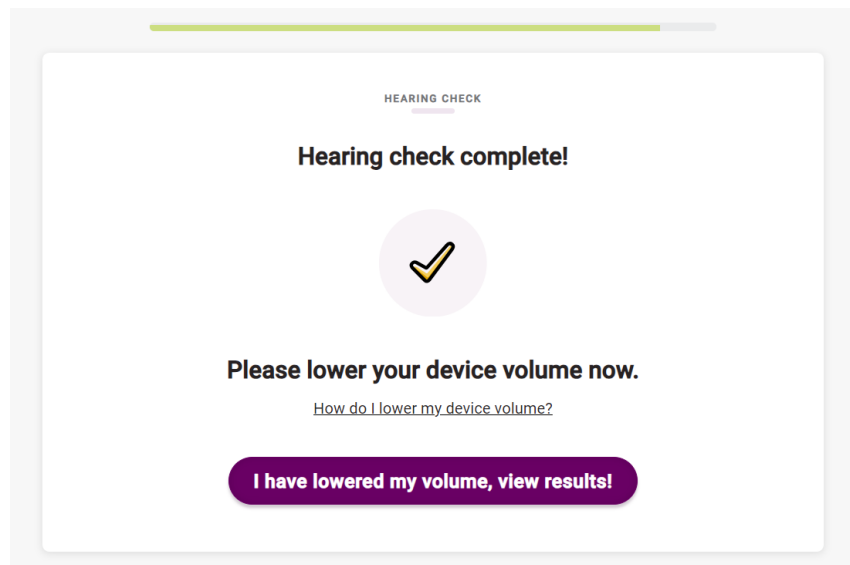 HEARING CHECK
Hearing check complete!
Please lower your device volume now.
How do I lower my device volume?
I have lowered my volume, view results!